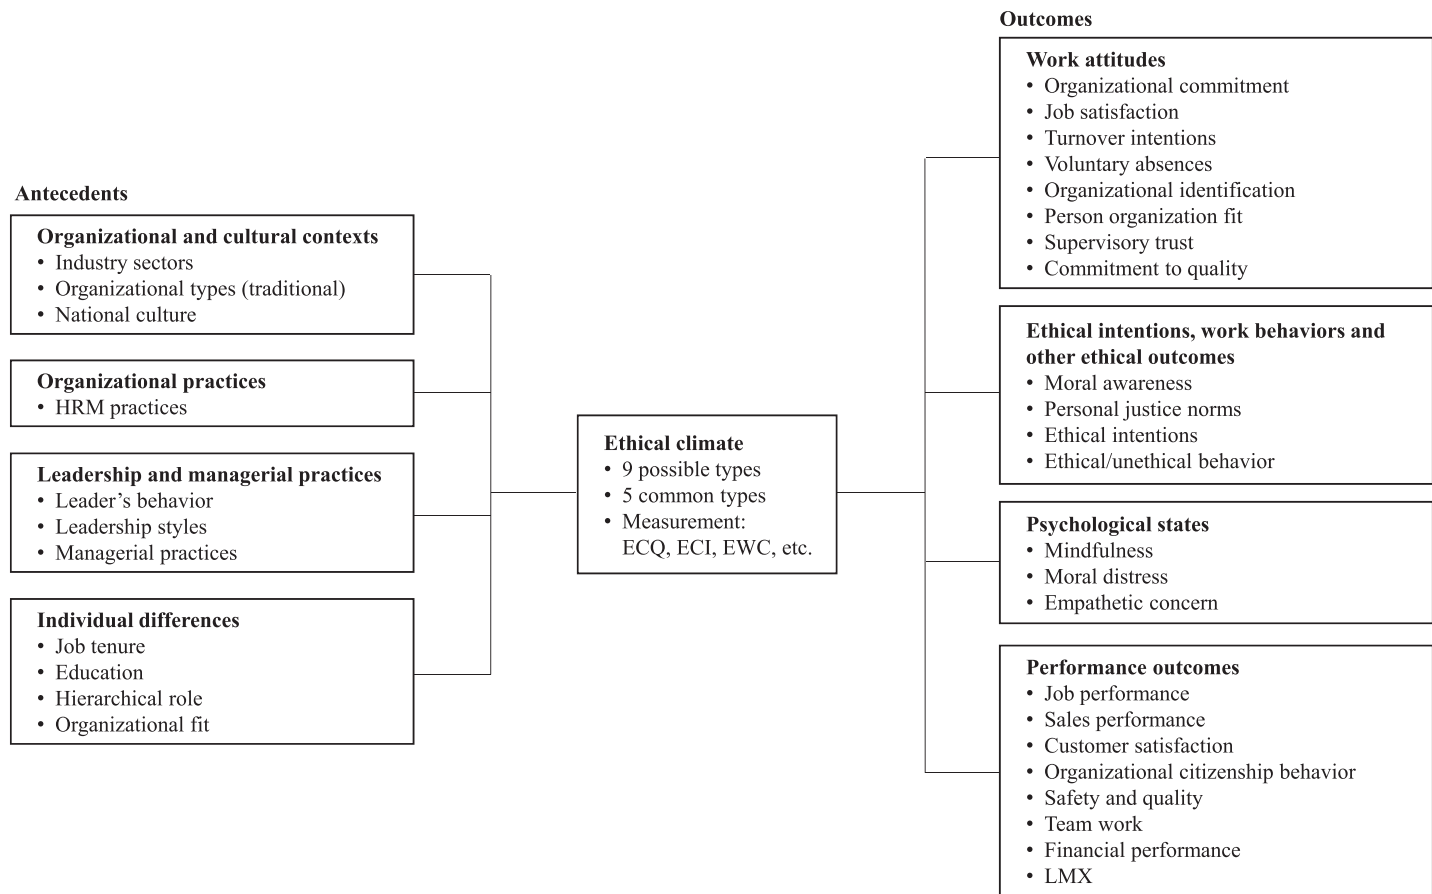 Antecedents
Organizational and cultural contexts
• Industry sectors
• Organizational types (traditional)
• National culture
Organizational practices
• HRM practices
Leadership and managerial practices
• Leader’s behavior
• Leadership styles
• Managerial practices
Individual differences
• Job tenure
• Education
• Hierarchical role
• Organizational fit
Ethical climate
• 9 possible types
• 5 common types
• Measurement:
ECQ, ECI, EWC, etc.
Outcomes
Work attitudes
• Organizational commitment
• Job satisfaction
• Turnover intentions
• Voluntary absences
• Organizational identification
• Person organization fit
• Supervisory trust
• Commitment to quality
Ethical intentions, work behaviors and
other ethical outcomes
• Moral awareness
• Personal justice norms
• Ethical intentions
• Ethical/unethical behavior
Psychological states
• Mindfulness
• Moral distress
• Empathetic concern
Performance outcomes
• Job performance
• Sales performance
• Customer satisfaction
• Organizational citizenship behavior
• Safety and quality
• Team work
• Financial performance
• LMX